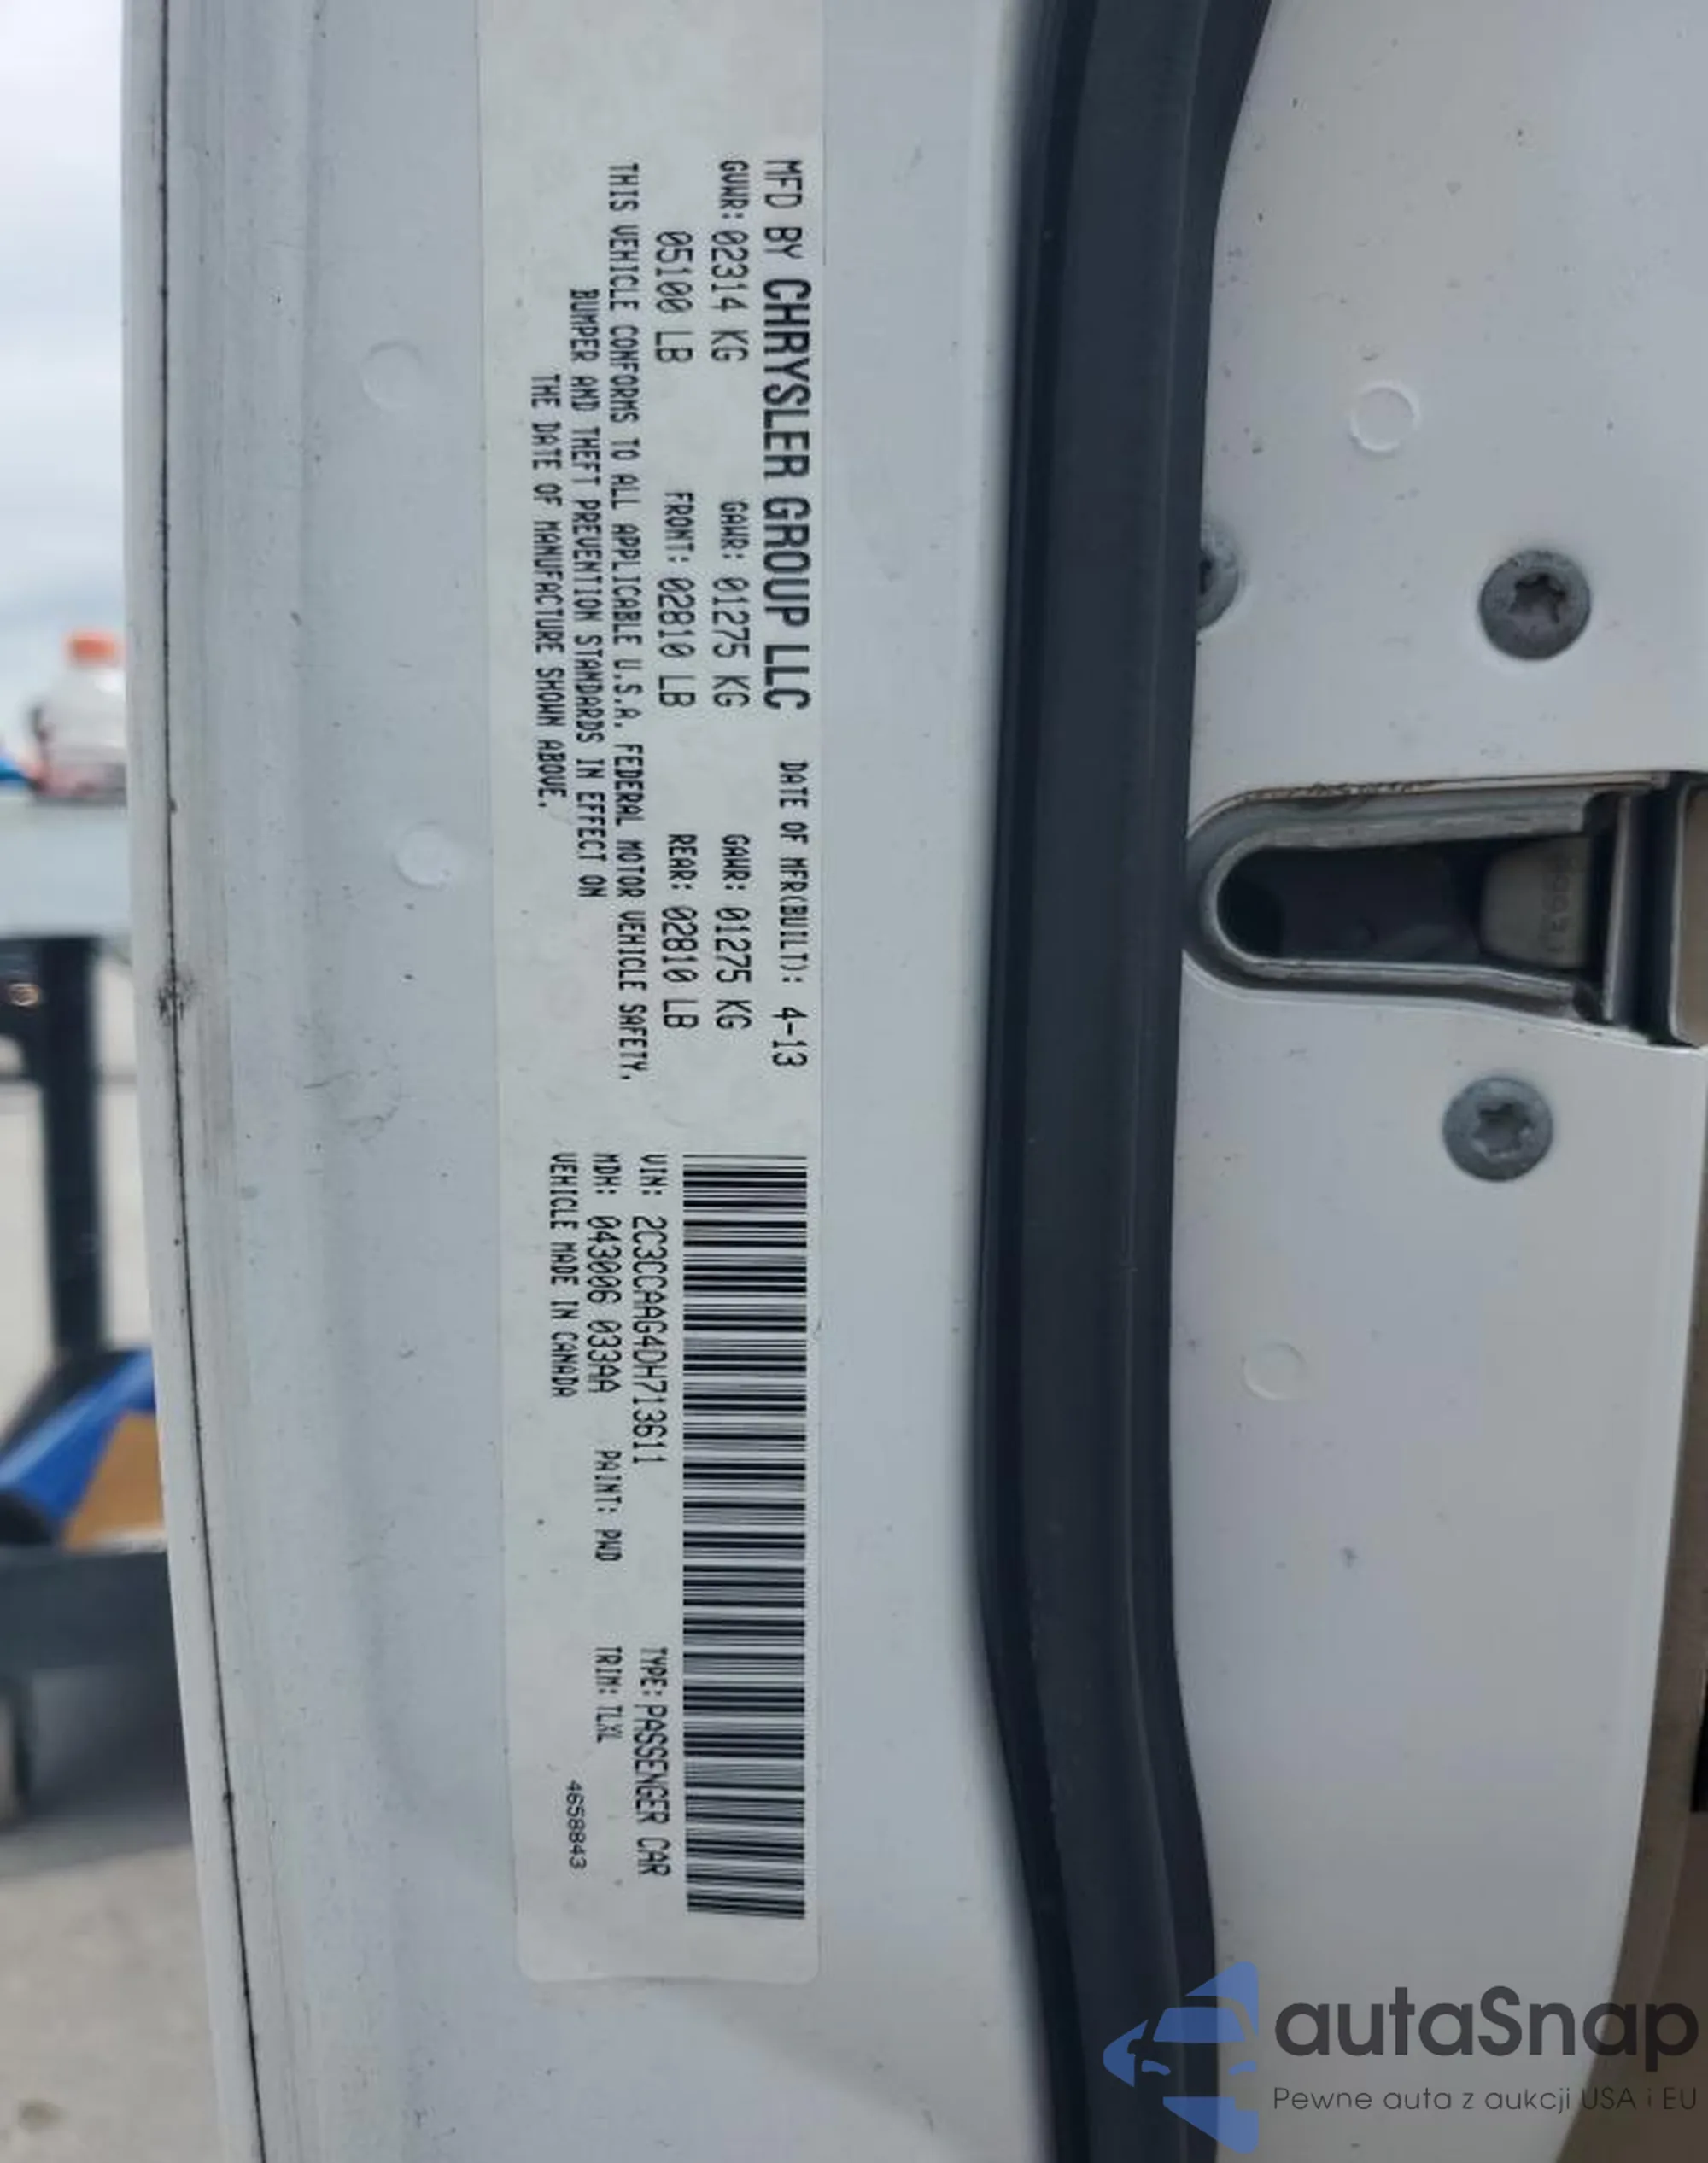 MFD BY CHRYSLER GROUP LLC DATE OF MFR(BUILT): 4-13
GVWR: 02314 KG GAWR: 01275 KG GAWR: 01275 KG
05100 LB FRONT: 02810 LB REAR: 02810 LB
THIS VEHICLE CONFORMS TO ALL APPLICABLE U.S.A. FEDERAL MOTOR VEHICLE SAFETY,
BUMPER AND THEFT PREVENTION STANDARDS IN EFFECT ON
THE DATE OF MANUFACTURE SHOWN ABOVE.
VIN: 2C3CCAAG4DH713611 TYPE: PASSENGER CAR
MDH: 043006 033AA PAINT: PWD TRIM: TLXL
VEHICLE MADE IN CANADA 4658843
autaSnap
Pewne auta z aukcji USA i EU